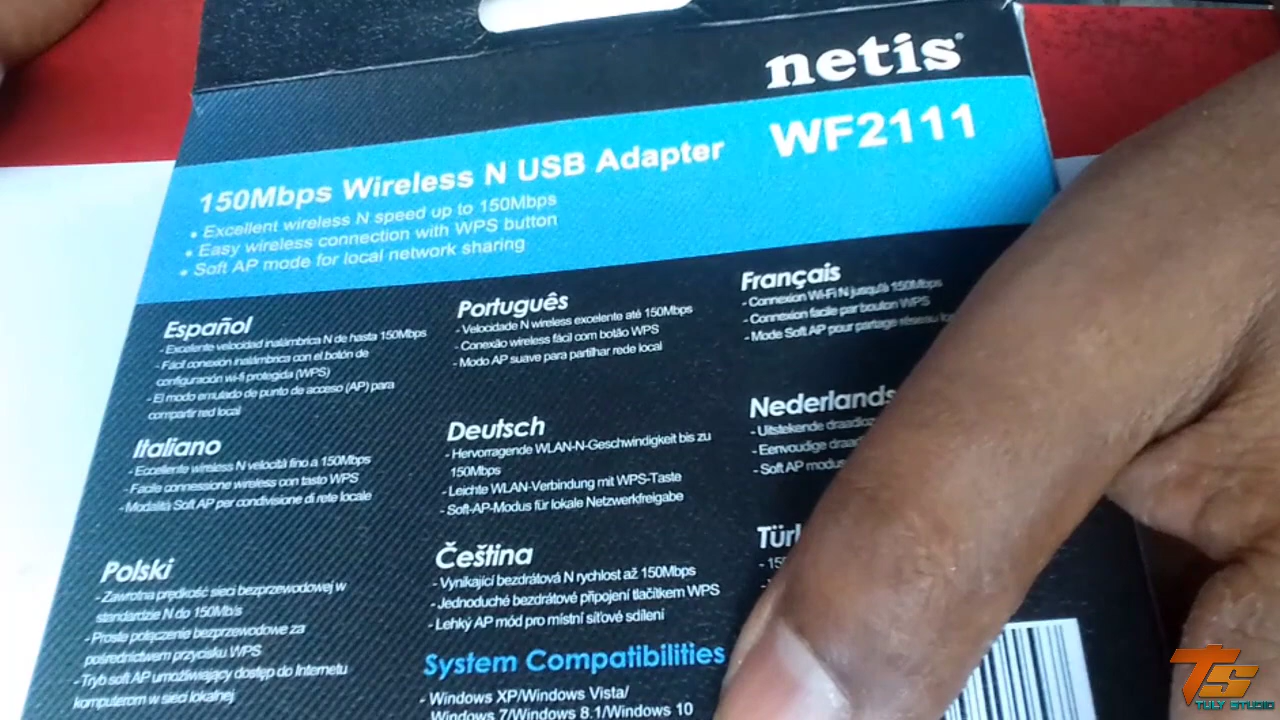 netis®
150Mbps Wireless N USB Adapter WF2111
• Excellent wireless N speed up to 150Mbps
• Easy wireless connection with WPS button
• Soft AP mode for local network sharing
Español
- Excelente velocidad inalámbrica N de hasta 150Mbps
- Fácil conexión inalámbrica con el botón de
configuración wi-fi protegida (WPS)
- El modo emulado de punto de acceso (AP) para
compartir red local
Português
- Velocidade N wireless excelente até 150Mbps
- Conexão wireless fácil com botão WPS
- Modo AP suave para partilhar rede local
Français
- Connexion Wi-Fi N jusqu'à 150Mbps
- Connexion facile par bouton WPS
- Mode Soft AP pour partage réseau
Italiano
- Eccellente wireless N velocità fino a 150Mbps
- Facile connessione wireless con tasto WPS
- Modalità Soft AP per condivisione di rete locale
Deutsch
- Hervorragende WLAN-N-Geschwindigkeit bis zu
150Mbps
- Leichte WLAN-Verbindung mit WPS-Taste
- Soft-AP-Modus für lokale Netzwerkfreigabe
Nederlands
- Uitstekende
- Eenvoudige
- Soft AP modus
Polski
- Zawrotna prędkość sieci bezprzewodowej w
standardzie N do 150Mb/s
- Proste połączenie bezprzewodowe za
pośrednictwem przycisku WPS
- Tryb soft AP umożliwiający dostęp do Internetu
komputerom w sieci lokalnej
Čeština
- Vynikající bezdrátová N rychlost až 150Mbps
- Jednoduché bezdrátové připojení tlačítkem WPS
- Lehký AP mód pro místní síťové sdílení
System Compatibilities
- Windows XP/Windows Vista/
Windows 7/Windows 8.1/Windows 10
TS
TULY STUDIO